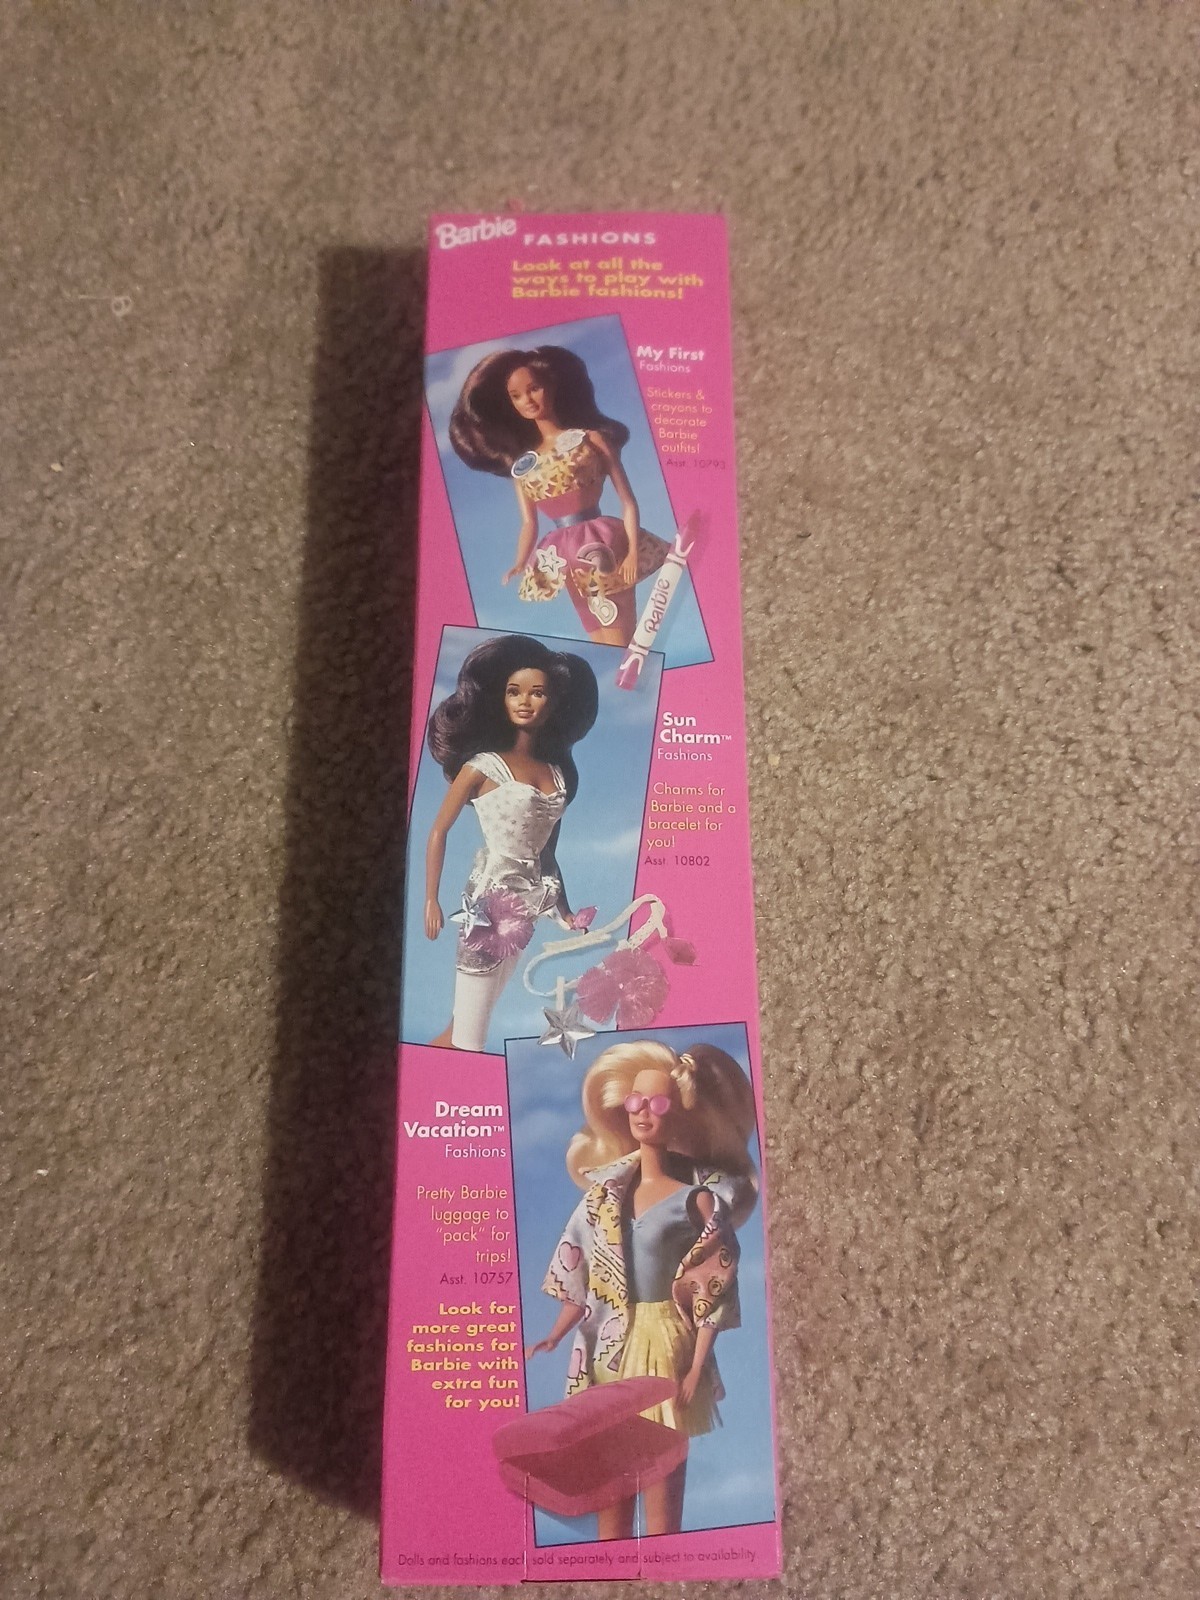 Barbie FASHIONS
Look at all the
ways to play with
Barbie fashions!
My First
Fashions
Stickers &
crayons to
decorate
Barbie
outfits!
Asst. 10793
Barbie
Sun
Charm™
Fashions
Charms for
Barbie and a
bracelet for
you!
Asst. 10802
Dream
Vacation™
Fashions
Pretty Barbie
luggage to
"pack" for
trips!
Asst. 10757
Look for
more great
fashions for
Barbie with
extra fun
for you!
Dolls and fashions each sold separately and subject to availability.